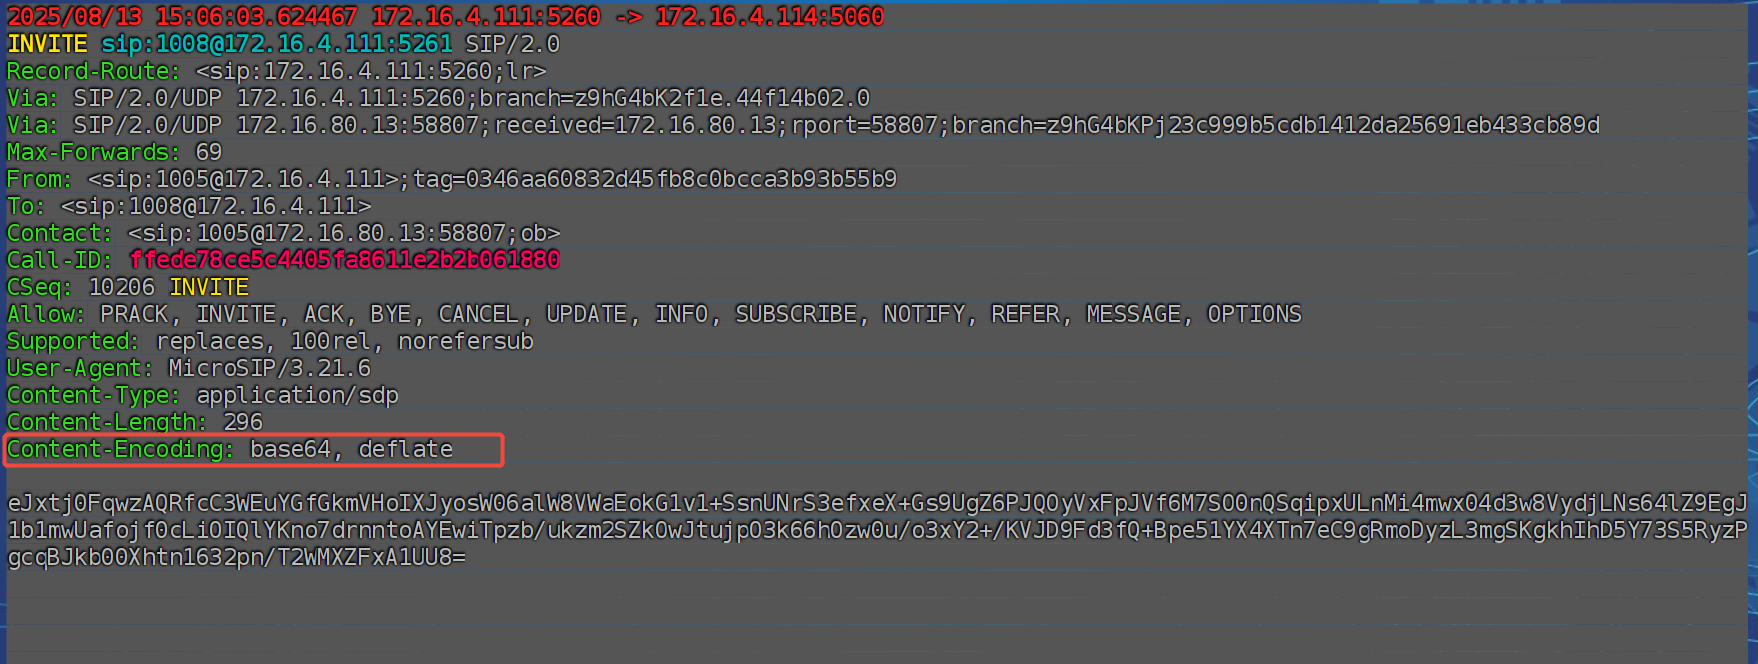 2025/08/13 15:06:03.624467 172.16.4.111:5260 -> 172.16.4.114:5060
INVITE sip:1008@172.16.4.111:5261 SIP/2.0
Record-Route: <sip:172.16.4.111:5260;lr>
Via: SIP/2.0/UDP 172.16.4.111:5260;branch=z9hG4bK2f1e.44f14b02.0
Via: SIP/2.0/UDP 172.16.80.13:58807;received=172.16.80.13;rport=58807;branch=z9hG4bKPj23c999b5cdb1412da25691eb433cb89d
Max-Forwards: 69
From: <sip:1005@172.16.4.111>;tag=0346aa60832d45fb8c0bcca3b93b55b9
To: <sip:1008@172.16.4.111>
Contact: <sip:1005@172.16.80.13:58807;ob>
Call-ID: ffede78ce5c4405fa8611e2b2b061880
CSeq: 10206 INVITE
Allow: PRACK, INVITE, ACK, BYE, CANCEL, UPDATE, INFO, SUBSCRIBE, NOTIFY, REFER, MESSAGE, OPTIONS
Supported: replaces, 100rel, norefersub
User-Agent: MicroSIP/3.21.6
Content-Type: application/sdp
Content-Length: 296
Content-Encoding: base64, deflate
eJxtj0FqwzAQRfcC3WEuYGfGkmVHoIXJyosW06alW8VWaEokG1v1+SsnUNrS3efxeX+Gs9UgZ6PJQOyVxFpJVf6M7SO0nQSqipxULnMi4mwx04d3w8VydjLNs64lZ9EgJ
1b1mwUafojf0cLiOIQlYKno7drnntoAYEwiTpzb/ukzm2SZkOwJtujpO3k66hOzw0u/o3xY2+/KVJD9Fd3fQ+Bpe51YX4XTn7eC9gRmoDyzL3mgSKgkhIhD5Y73S5RyzP
gcqBJkb00Xhtn1632pn/T2WMXZFxA1UU8=